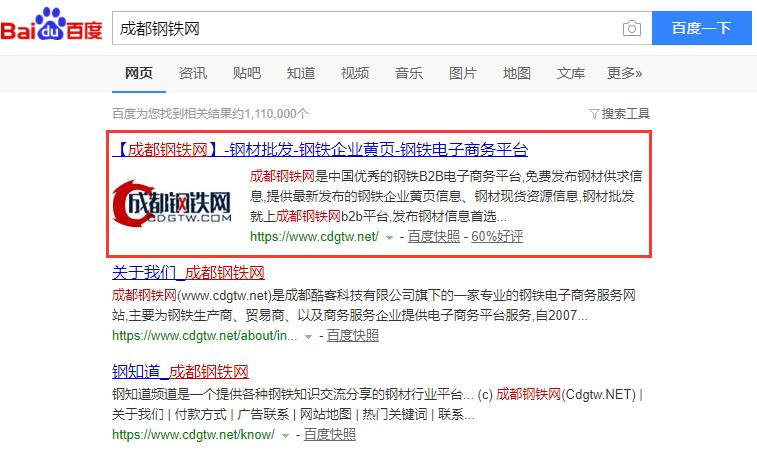 Bai du 百度 成都钢铁网 百度一下
网页 资讯 贴吧 知道 视频 音乐 图片 地图 文库 更多»
百度为您找到相关结果约1,110,000个 搜索工具
【成都钢铁网】-钢材批发-钢铁企业黄页-钢铁电子商务平台
成都钢铁网
CDGTW.COM
成都钢铁网是中国优秀的钢铁B2B电子商务平台,免费发布钢材供求信
息,提供最新发布的钢铁企业黄页信息、钢材现货资源信息,钢材批发
就上成都钢铁网b2b平台,发布钢材信息首选...
https://www.cdgtw.net/ - 百度快照 - 60%好评
关于我们_成都钢铁网
成都钢铁网(www.cdgtw.net)是成都酷客科技有限公司旗下的一家专业的钢铁电子商务服务网
站,主要为钢铁生产商、贸易商、以及商务服务企业提供电子商务平台服务,自2007...
https://www.cdgtw.net/about/in... - 百度快照
钢知道_成都钢铁网
钢知道频道是一个提供各种钢铁知识交流分享的钢材行业平台... (c) 成都钢铁网(Cdgtw.NET) |
关于我们 | 付款方式 | 广告联系 | 网站地图 | 热门关键词 | 联系...
https://www.cdgtw.net/know/ - 百度快照